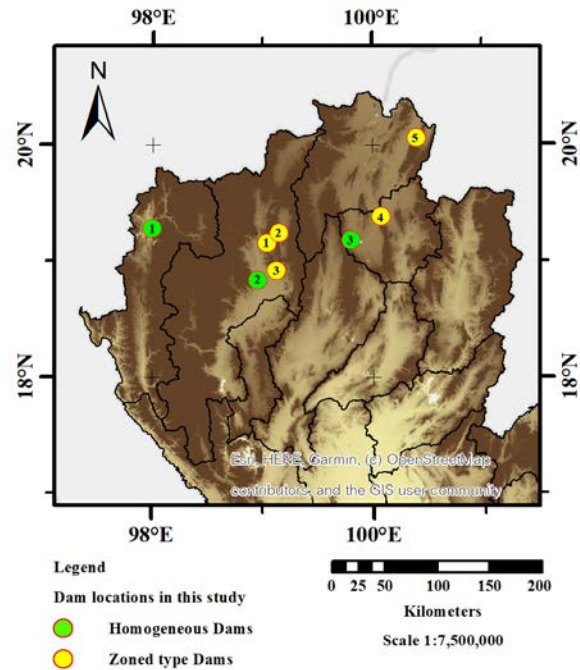 98°E 100°E
N
20°N 20°N
5
4
1
2
1
3
3
2
18°N 18°N
Esri, HERE, Garmin, (c) OpenStreetMap
contributors, and the GIS user community
98°E 100°E
Legend
Dam locations in this study
Homogeneous Dams
Zoned type Dams
0 25 50 100 150 200
Kilometers
Scale 1:7,500,000